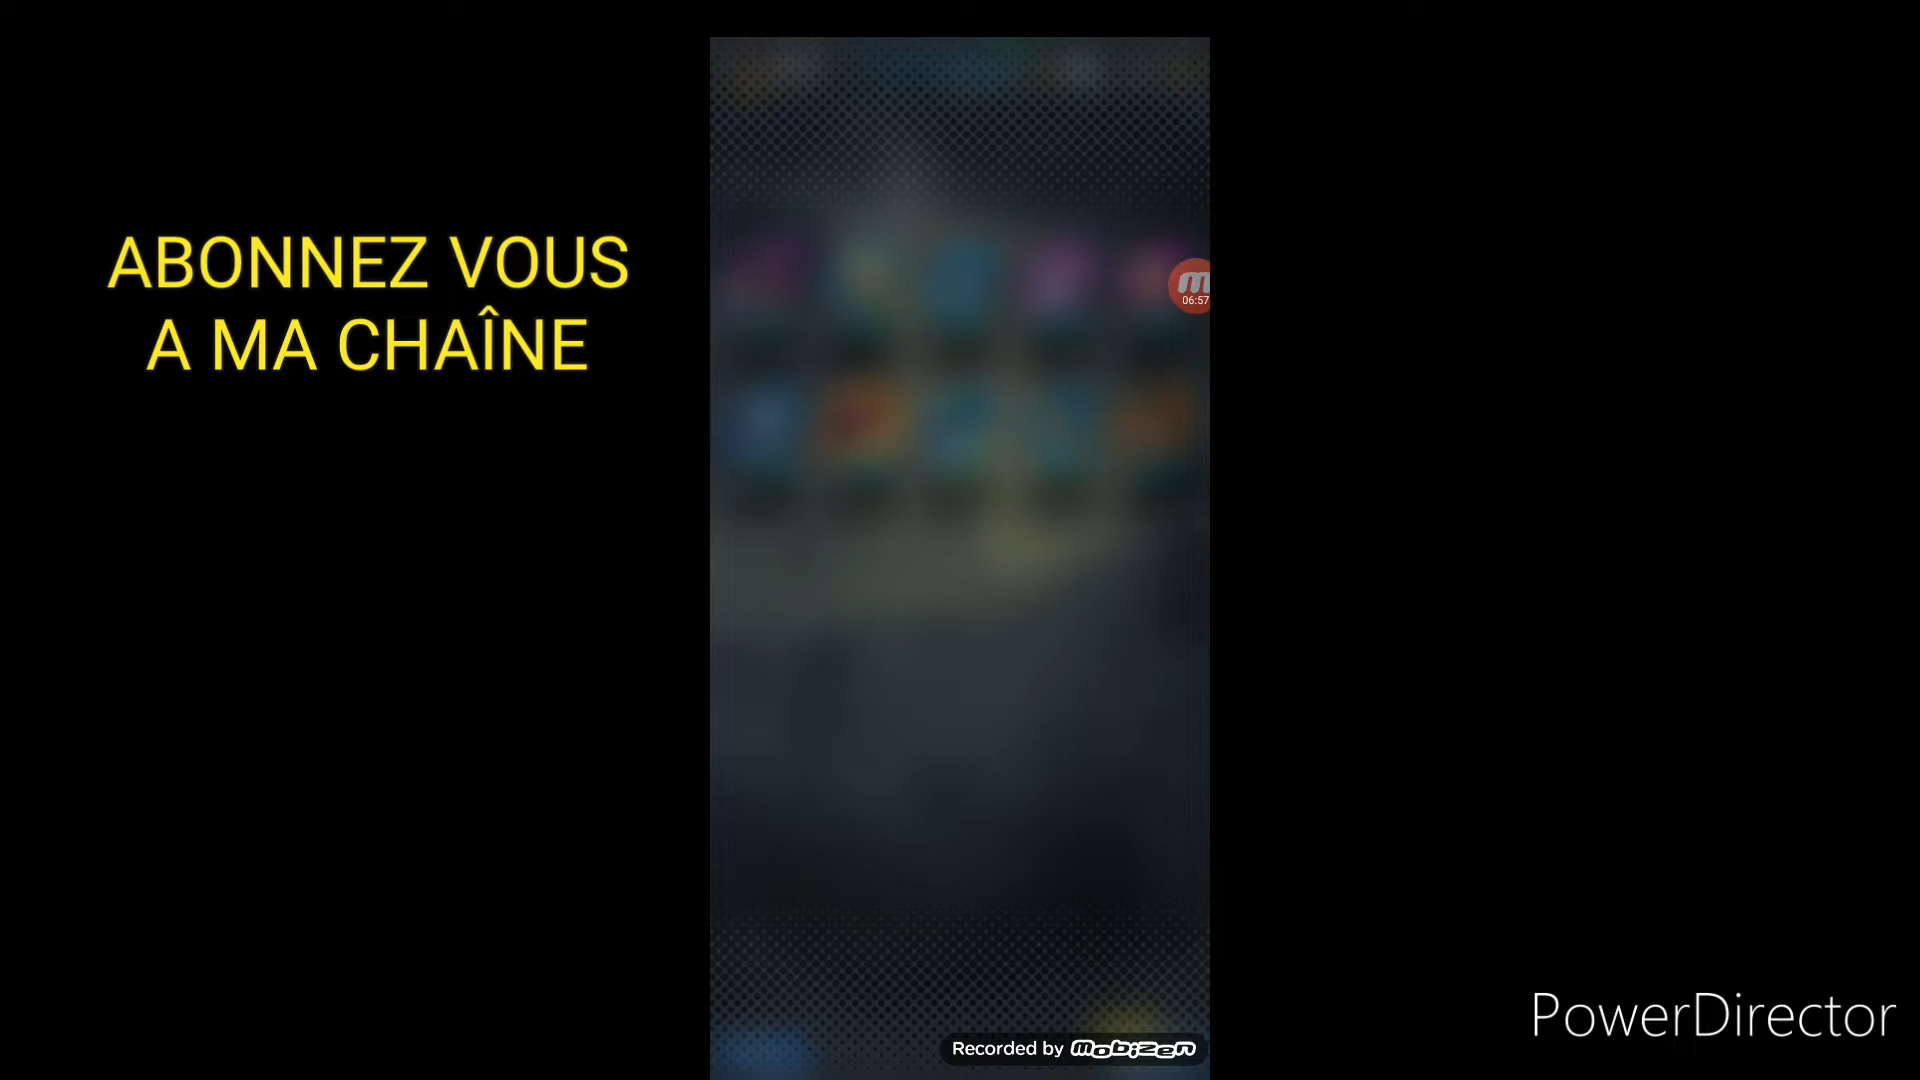 ABONNEZ VOUS
A MA CHAÎNE
06:57
Recorded by Mobizen
PowerDirector